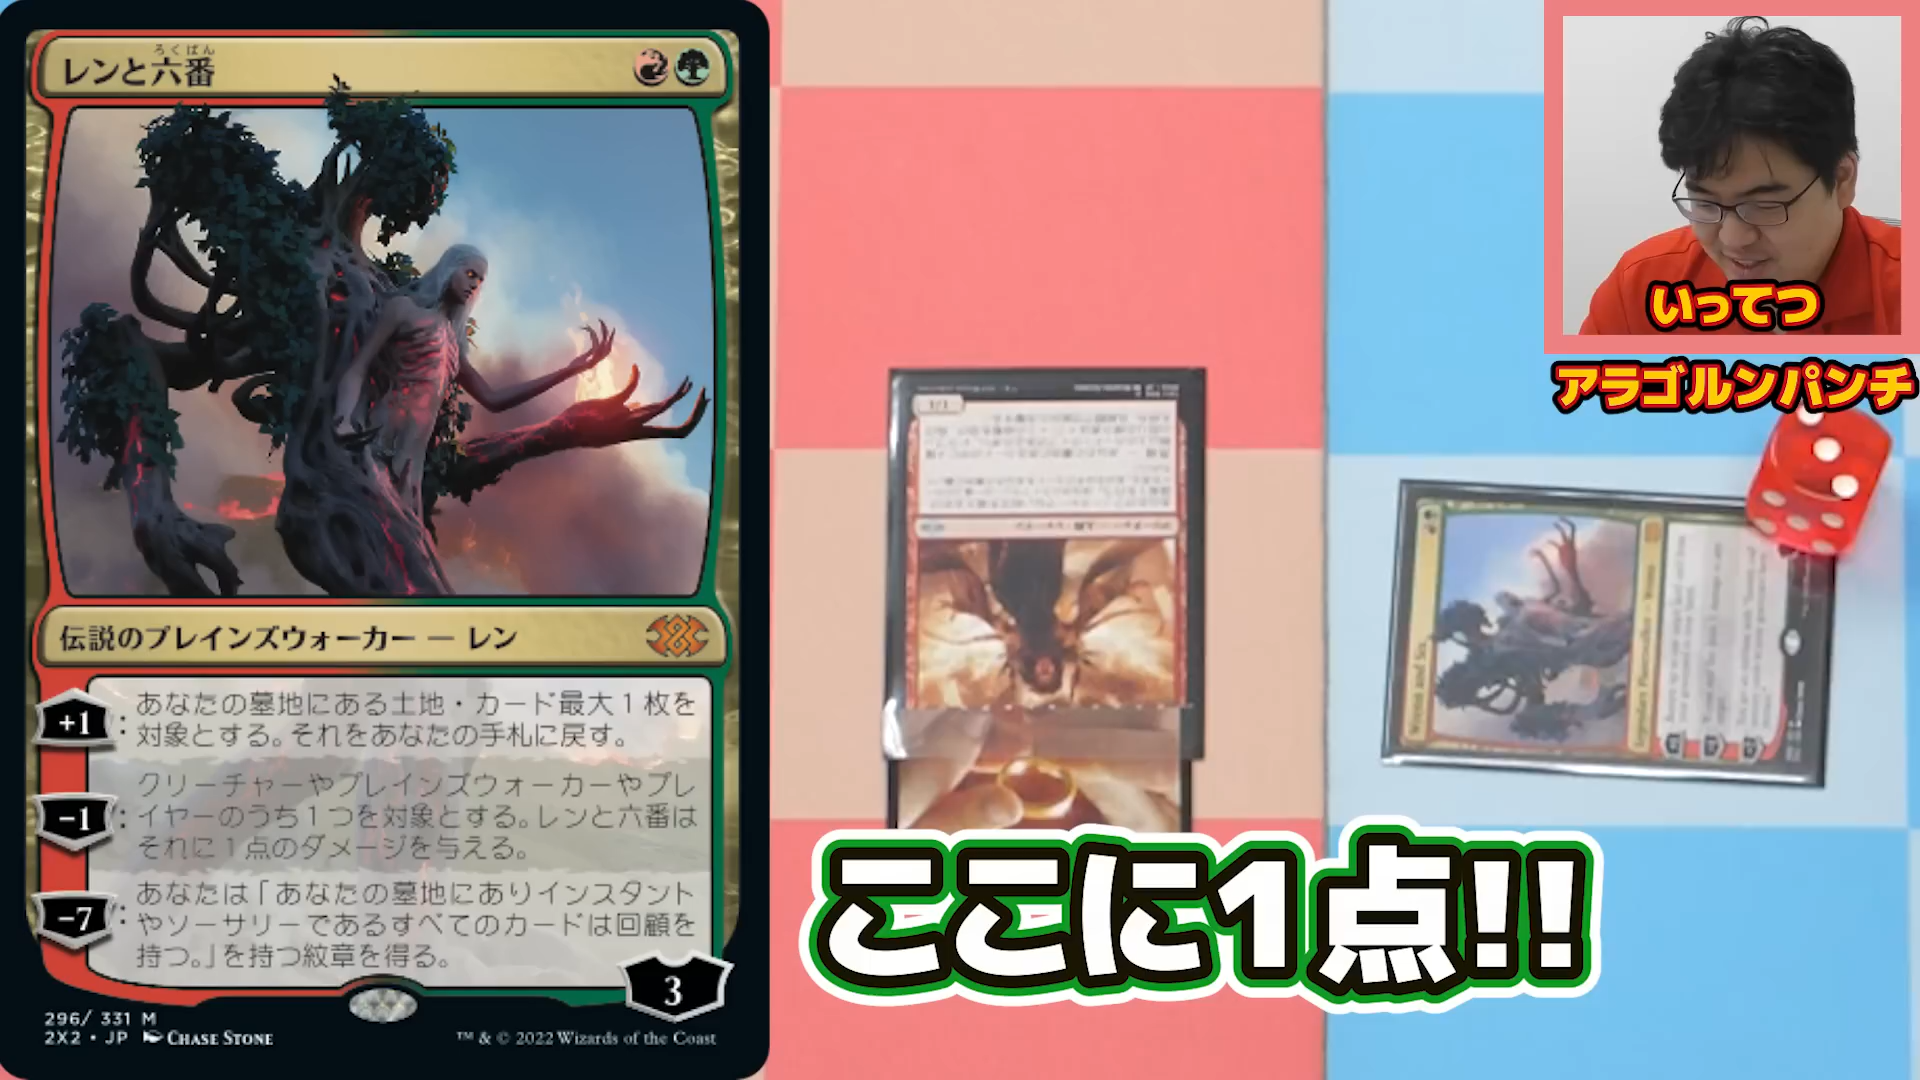 ろくばん
レンと六番
伝説のプレインズウォーカー ― レン
+1
:
あなたの墓地にある土地・カード最大1枚を
対象とする。それをあなたの手札に戻す。
-1
:
クリーチャーやプレインズウォーカーやプレ
イヤーのうち1つを対象とする。レンと六番は
それに1点のダメージを与える。
-7
:
あなたは「あなたの墓地にありインスタント
やソーサリーであるすべてのカードは回顧を
持つ。」を持つ紋章を得る。
3
296/ 331 M
2X2 • JP CHASE STONE
™ & © 2022 Wizards of the Coast
いってつ
アラゴルンパンチ
1/1
Wrenn and Six
Legendary Planeswalker — Wrenn
ここに1点!!